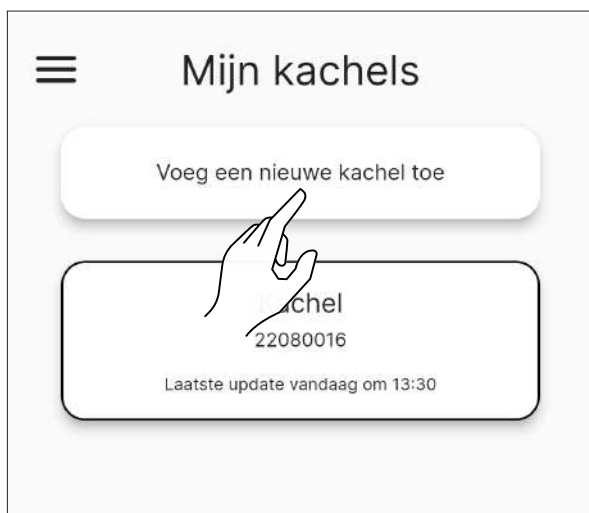 Mijn kachels
Voeg een nieuwe kachel toe
Kachel
22080016
Laatste update vandaag om 13:30